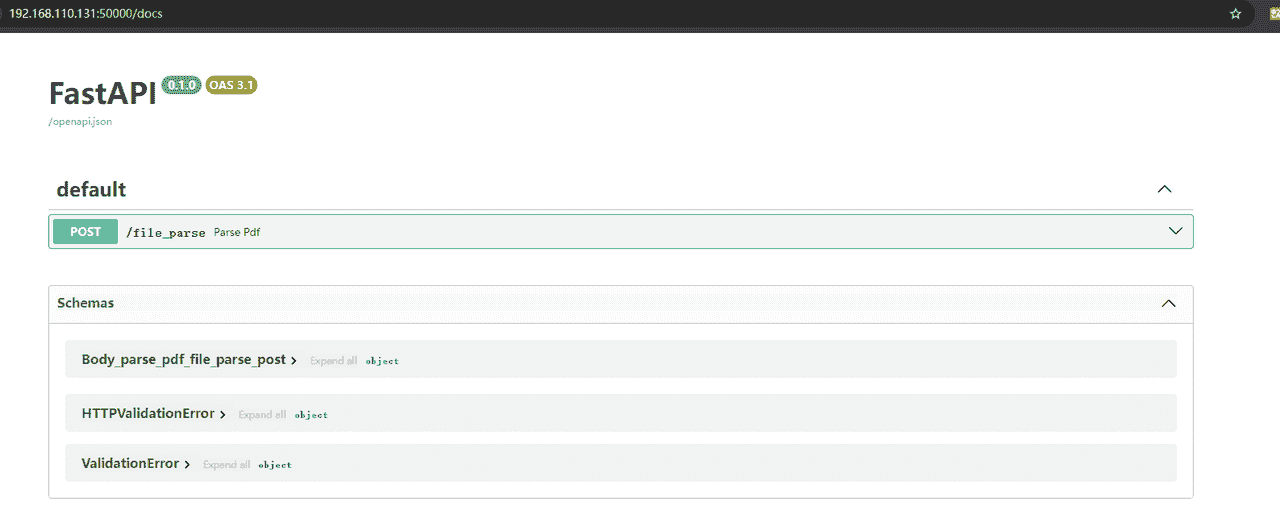 192.168.110.131:50000/docs
FastAPI 0.1.0 OAS 3.1
/openapi.json
default
POST /file_parse Parse Pdf
Schemas
Body_parse_pdf_file_parse_post Expand all object
HTTPValidationError Expand all object
ValidationError Expand all object